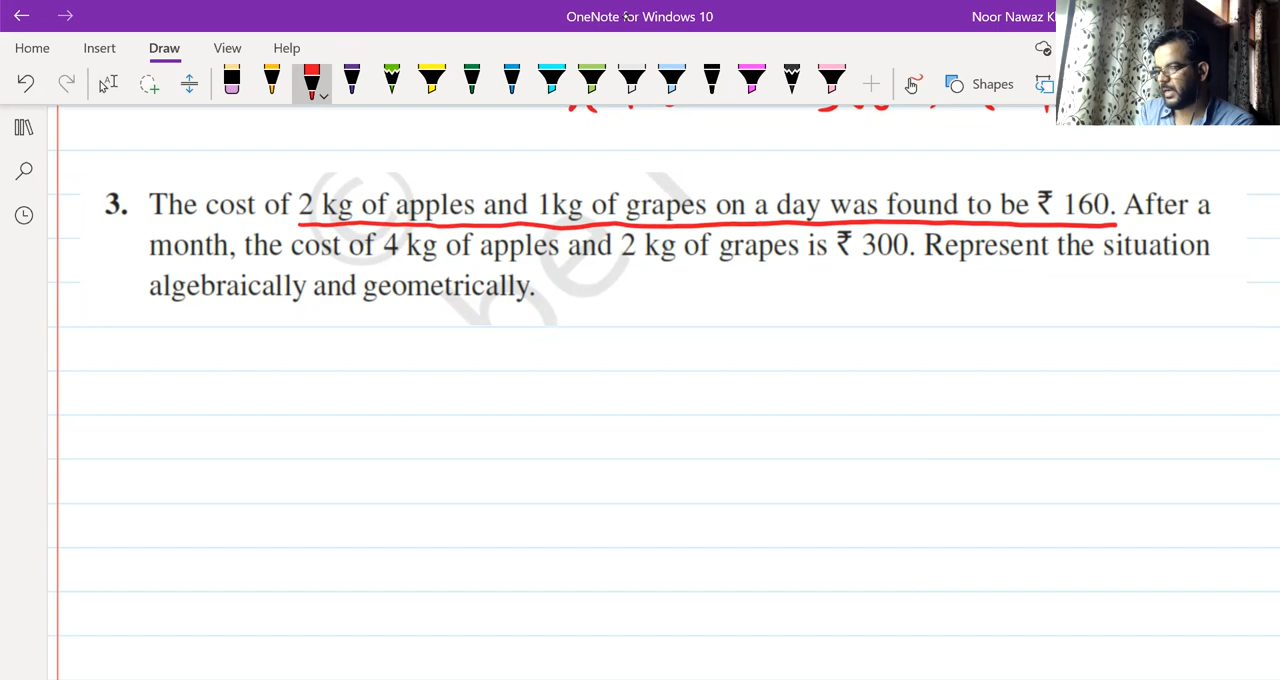 OneNote for Windows 10
Noor Nawaz
Home Insert Draw View Help
Shapes
3. The cost of 2 kg of apples and 1kg of grapes on a day was found to be ₹ 160. After a
month, the cost of 4 kg of apples and 2 kg of grapes is ₹ 300. Represent the situation
algebraically and geometrically.